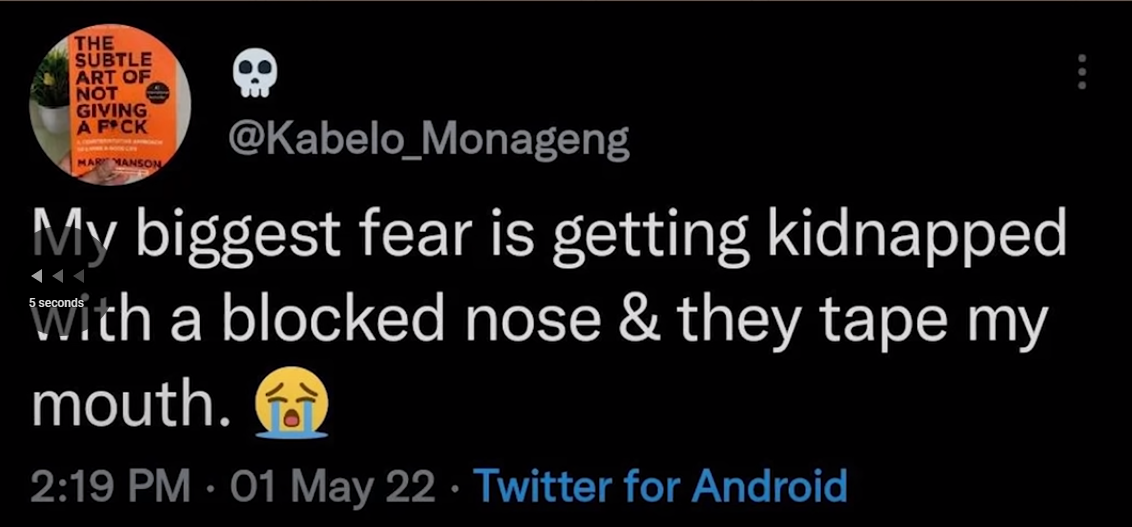 THE
SUBTLE
ART OF
NOT
GIVING
A F*CK
MARK MANSON
💀
@Kabelo_Monageng
My biggest fear is getting kidnapped
5 seconds
with a blocked nose & they tape my
mouth. 😭
2:19 PM · 01 May 22 · Twitter for Android